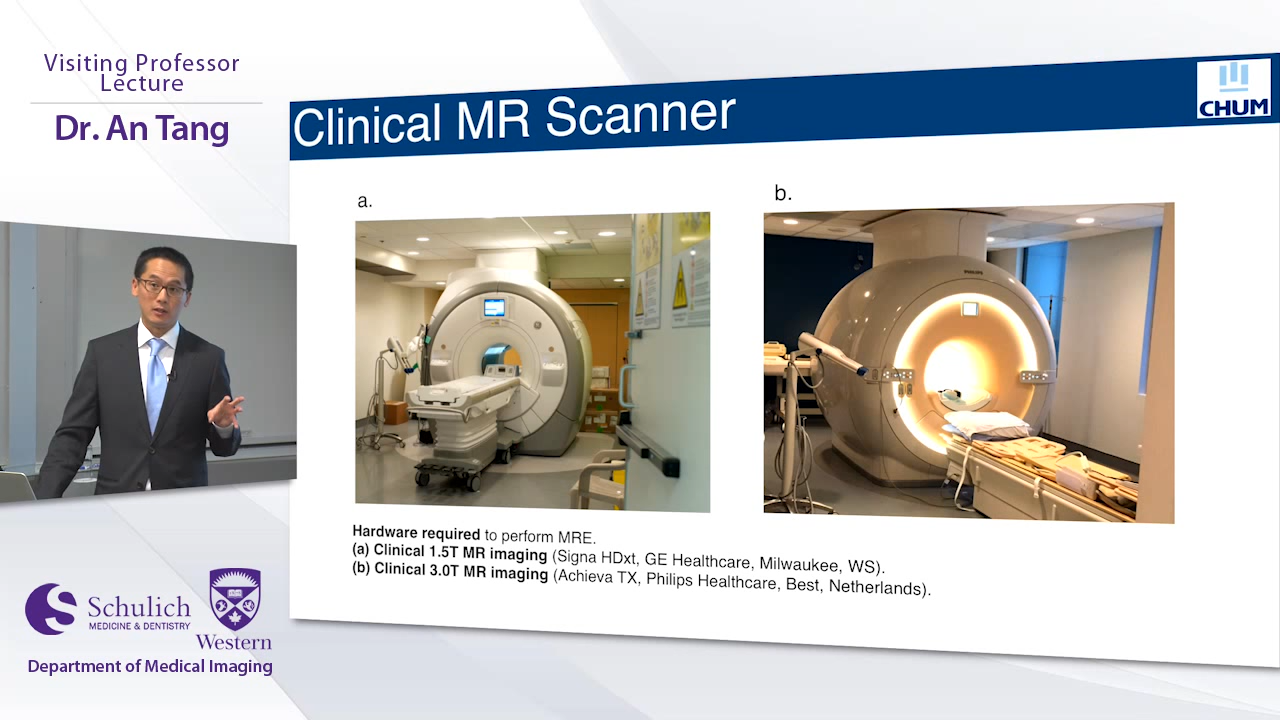 Visiting Professor
Lecture
Dr. An Tang
Clinical MR Scanner
CHUM
a.
b.
PHILIPS
Hardware required to perform MRE.
(a) Clinical 1.5T MR imaging (Signa HDxt, GE Healthcare, Milwaukee, WS).
(b) Clinical 3.0T MR imaging (Achieva TX, Philips Healthcare, Best, Netherlands).
Schulich
MEDICINE & DENTISTRY
Western
Department of Medical Imaging